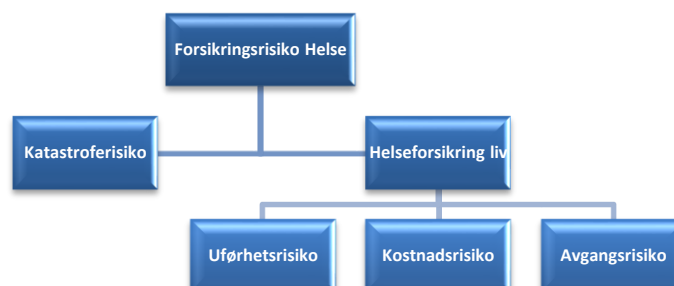 Forsikringsrisiko Helse
Katastroferisiko
Helseforsikring liv
Uførhetsrisiko
Kostnadsrisiko
Avgangsrisiko